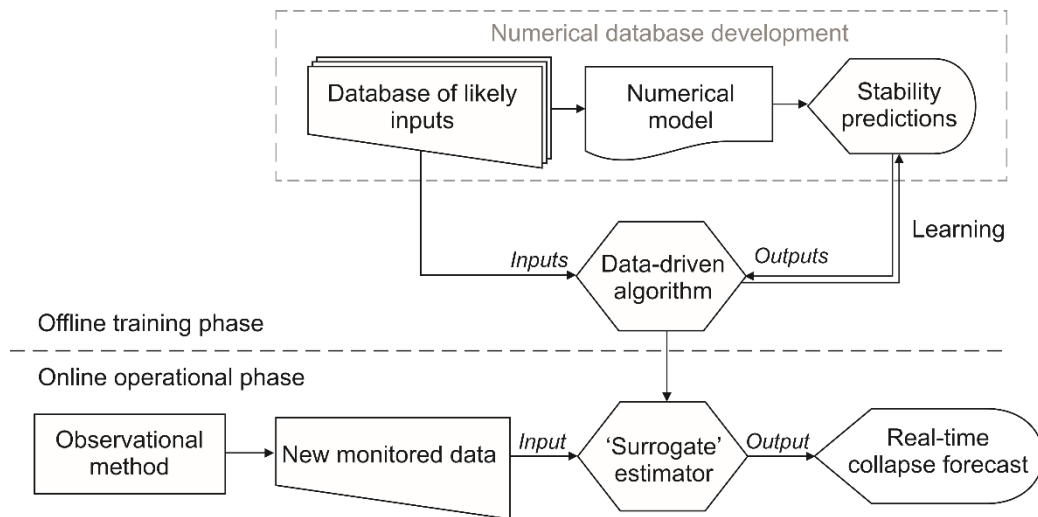 Numerical database development
Database of likely
inputs
Numerical
model
Stability
predictions
Learning
Inputs
Data-driven
algorithm
Outputs
Offline training phase
Online operational phase
Observational
method
New monitored data
Input
‘Surrogate’
estimator
Output
Real-time
collapse forecast